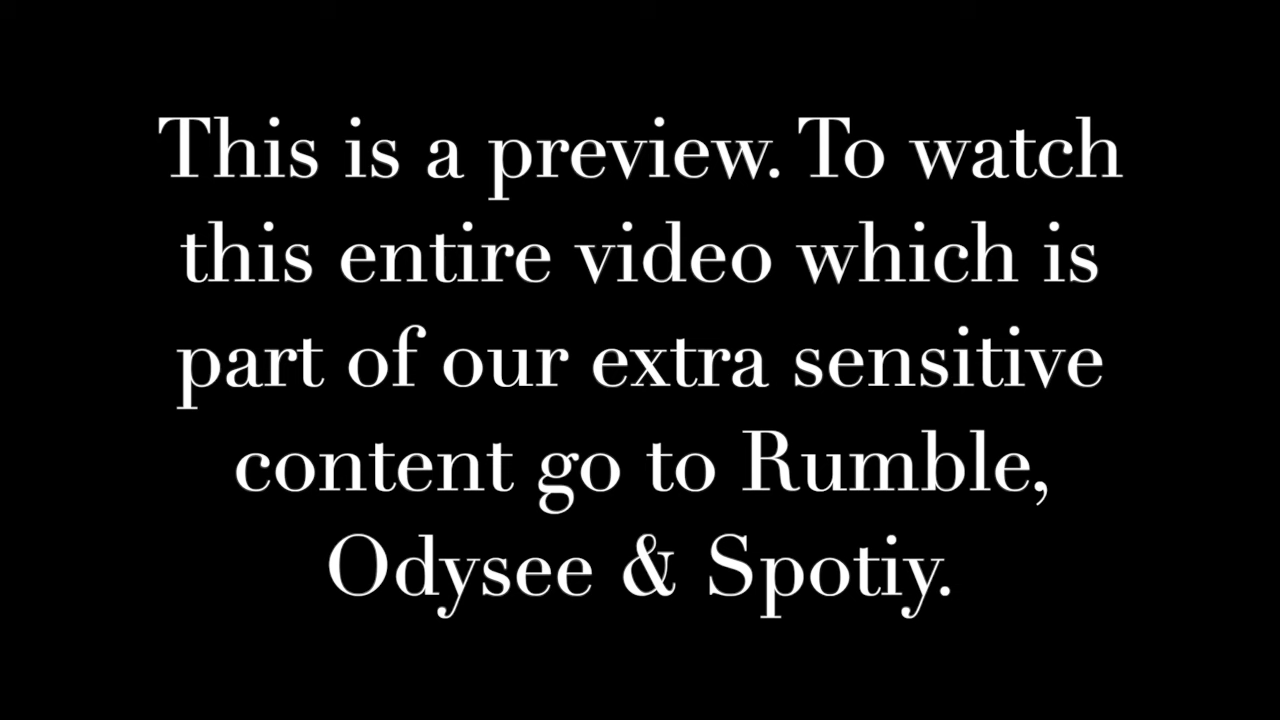 This is a preview. To watch
this entire video which is
part of our extra sensitive
content go to Rumble,
Odysee & Spotiy.